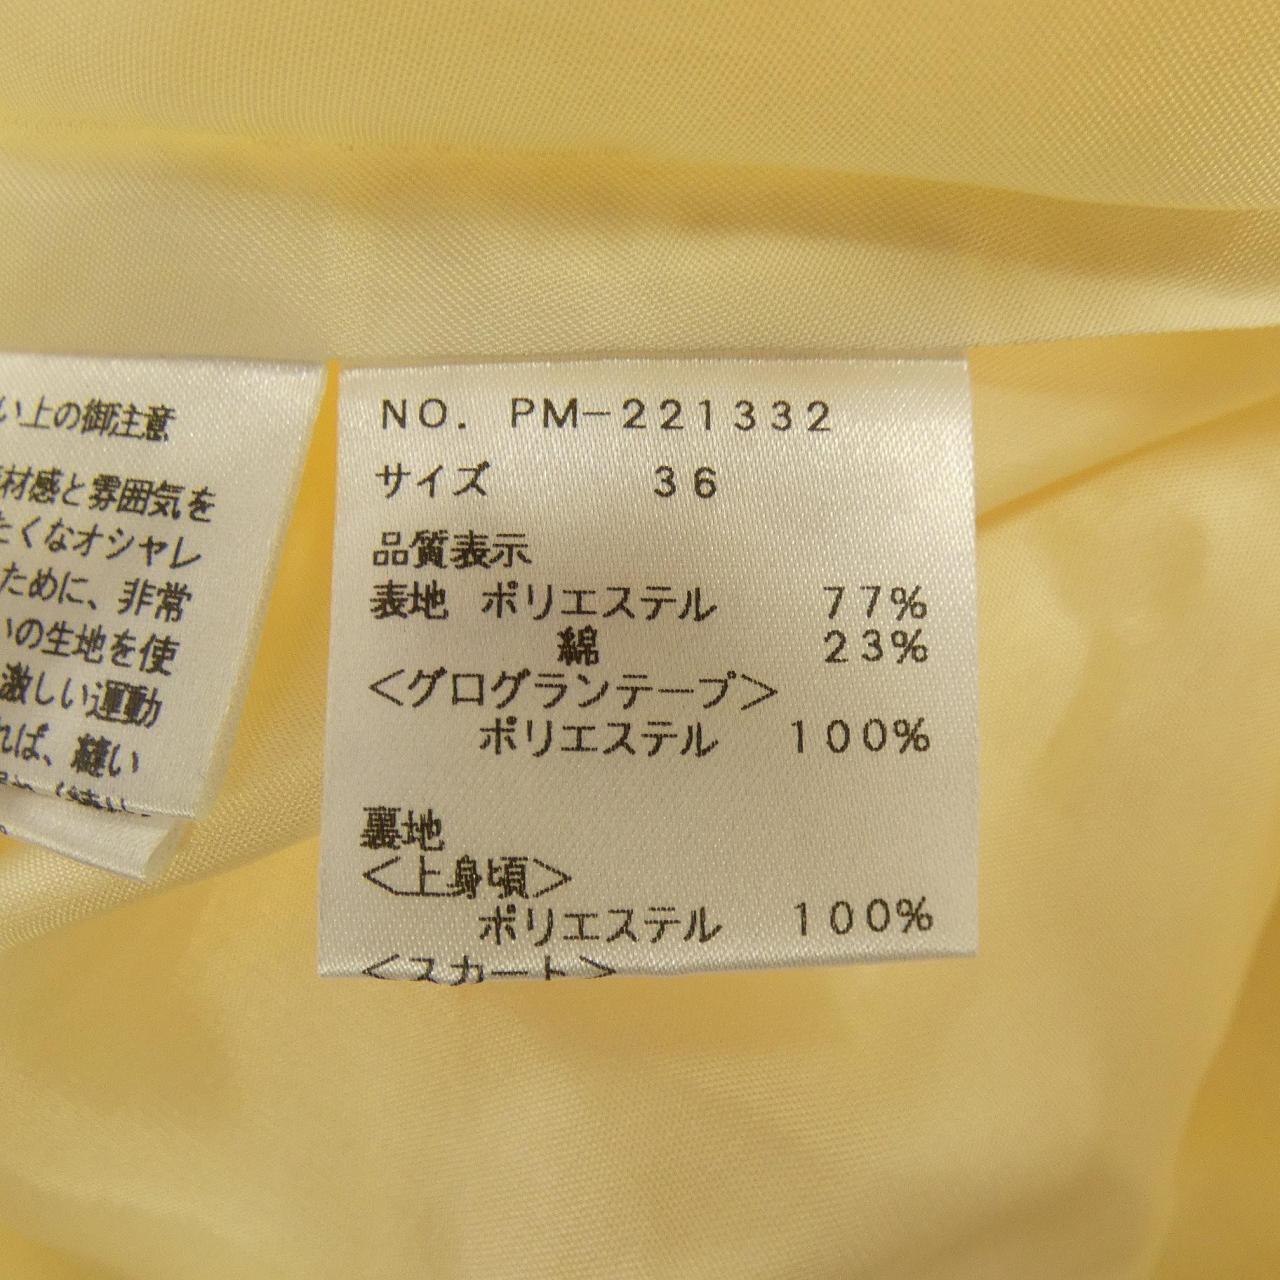 い上の御注意
材感と雰囲気を
たくなオシャレ
ために、非常
いの生地を使
激しい運動
れば、縫い
NO. PM-221332
サイズ 36
品質表示
表地 ポリエステル 77%
綿 23%
<グログランテープ>
ポリエステル 100%
裏地
<上身頃>
ポリエステル 100%
<スカート>